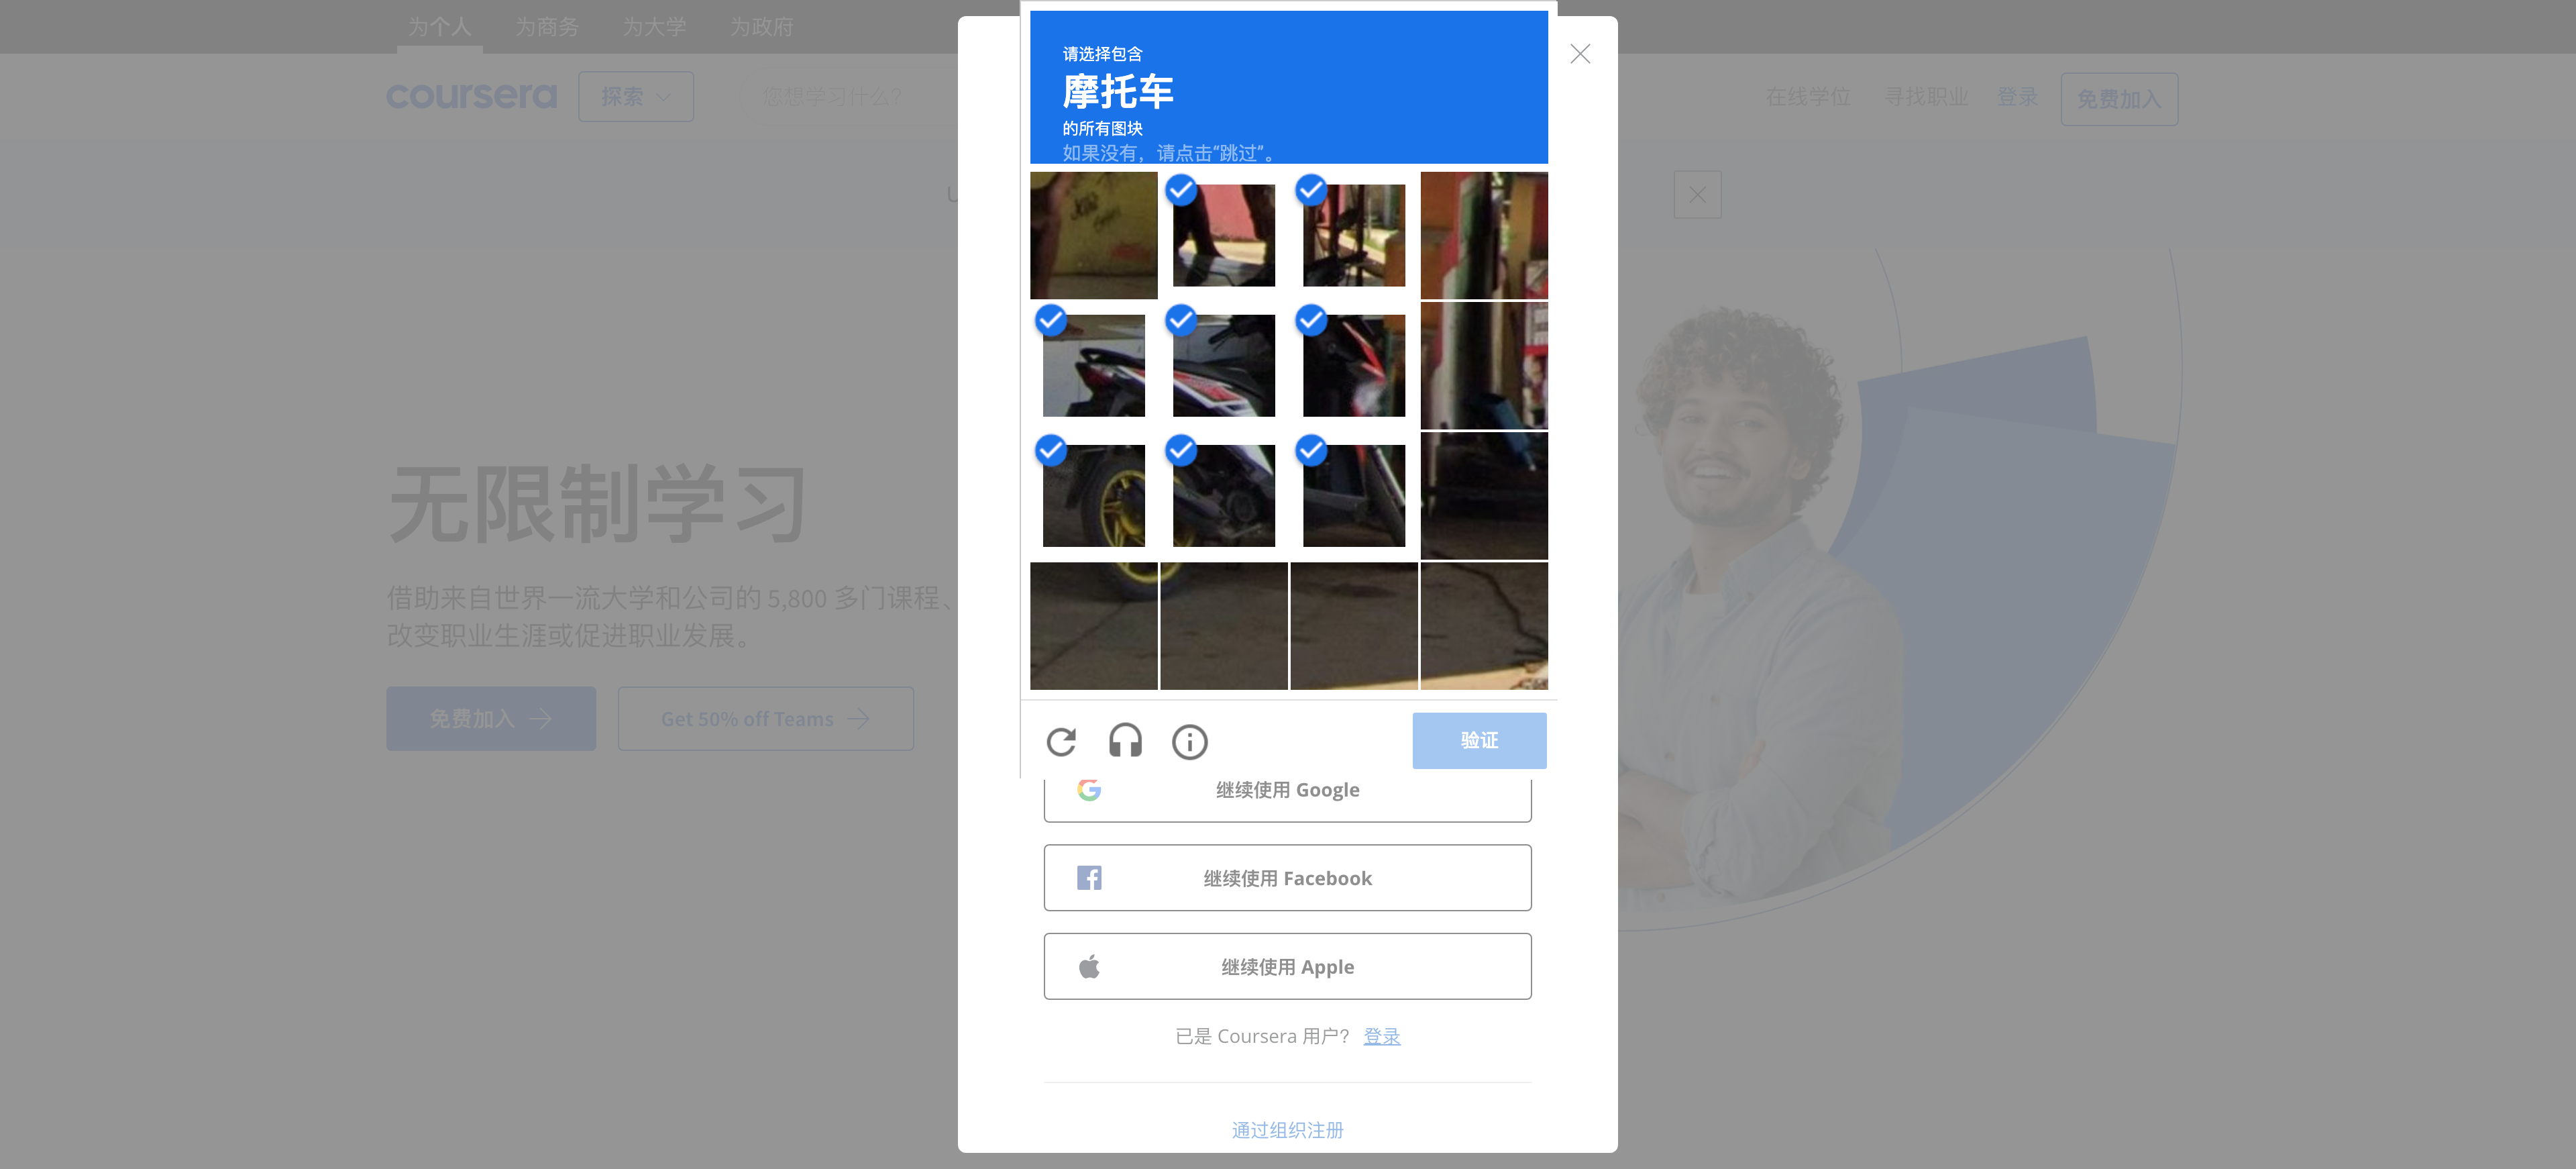 为个人 为商务 为大学 为政府
coursera 探索 您想学习什么? 在线学位 寻找职业 登录 免费加入
请选择包含
摩托车
的所有图块
如果没有，请点击“跳过”。
无限制学习
借助来自世界一流大学和公司的 5,800 多门课程、
改变职业生涯或促进职业发展。
免费加入 Get 50% off Teams
验证
继续使用 Google
继续使用 Facebook
继续使用 Apple
已是 Coursera 用户? 登录
通过组织注册